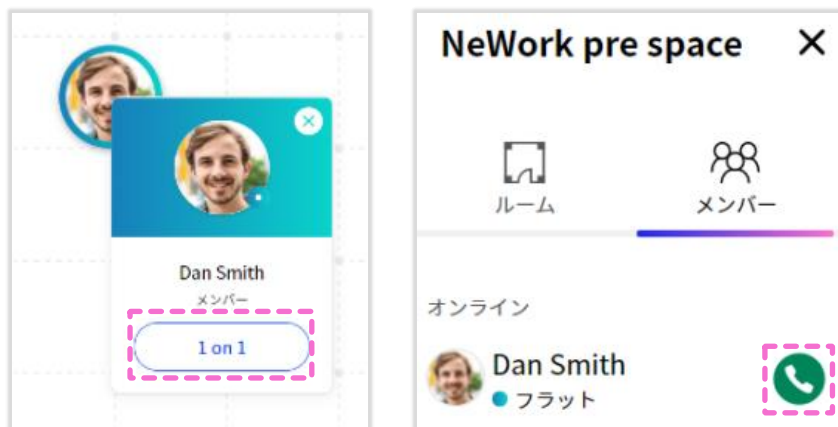 Dan Smith
メンバー
1 on 1
NeWork pre space
ルーム
メンバー
オンライン
Dan Smith
フラット